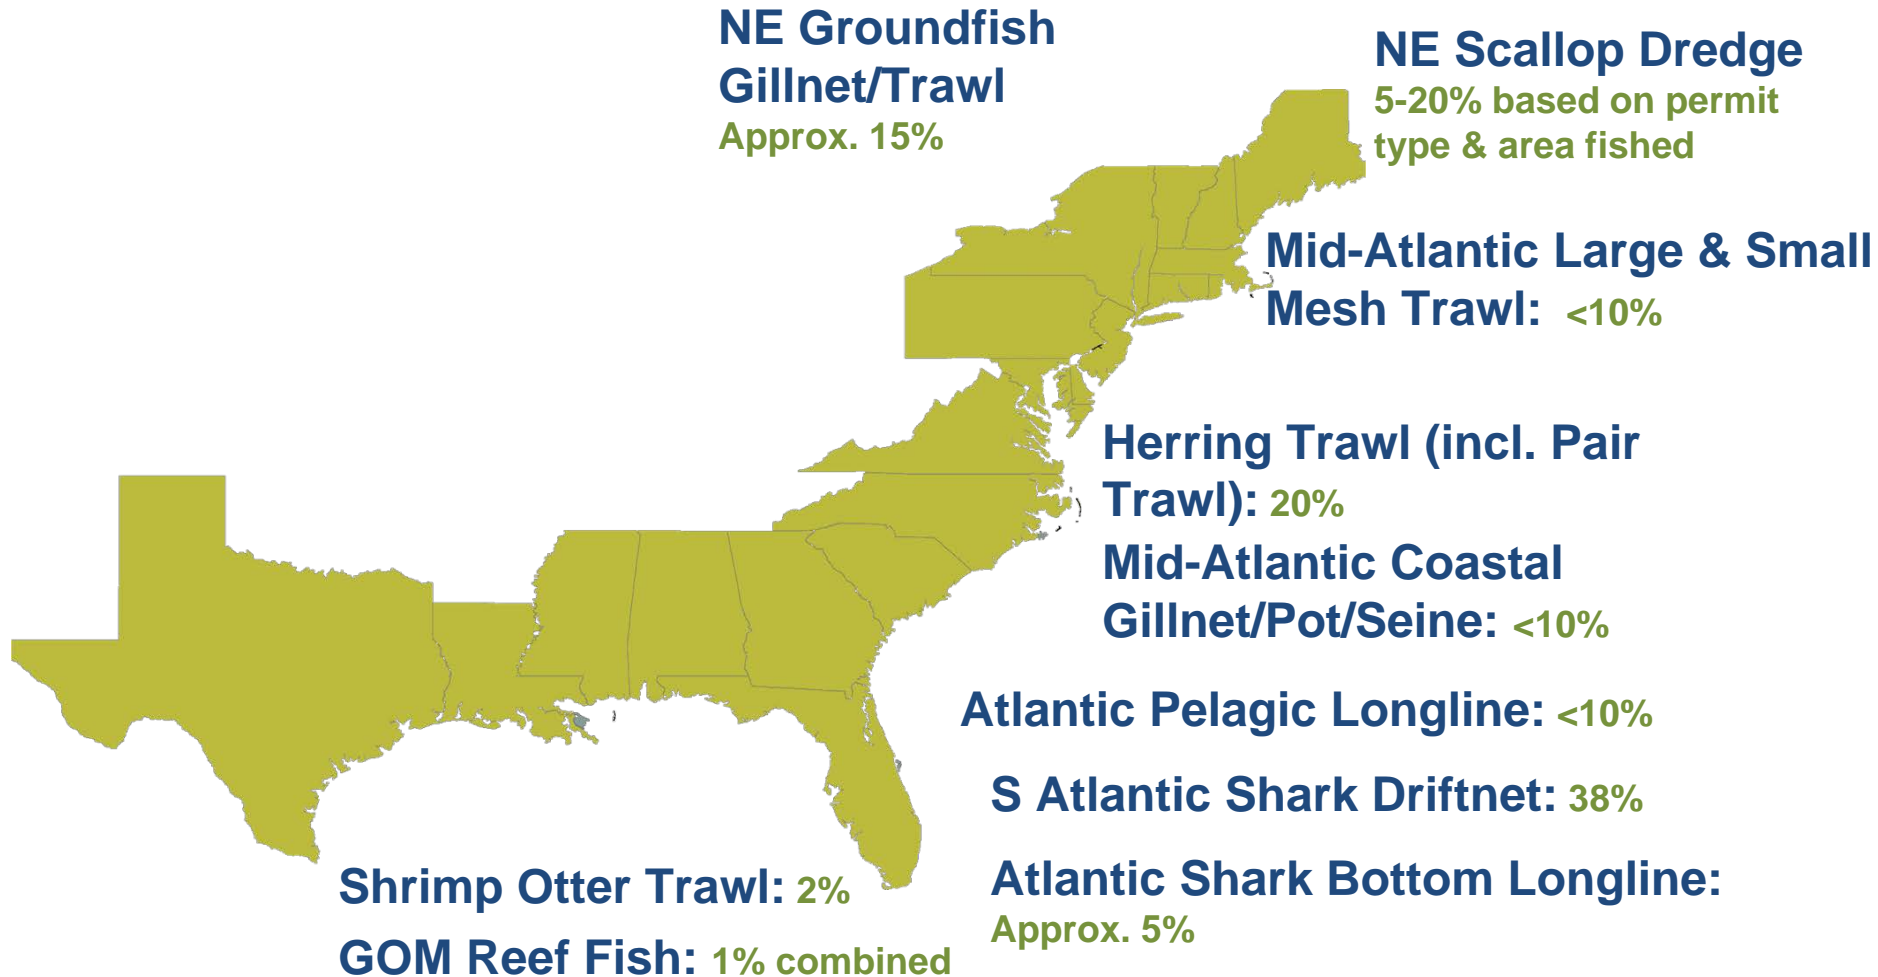 NE Groundfish
Gillnet/Trawl
Approx. 15%
NE Scallop Dredge
5-20% based on permit
type & area fished
Mid-Atlantic Large & Small
Mesh Trawl: <10%
Herring Trawl (incl. Pair
Trawl): 20%
Mid-Atlantic Coastal
Gillnet/Pot/Seine: <10%
Atlantic Pelagic Longline: <10%
S Atlantic Shark Driftnet: 38%
Atlantic Shark Bottom Longline:
Approx. 5%
Shrimp Otter Trawl: 2%
GOM Reef Fish: 1% combined